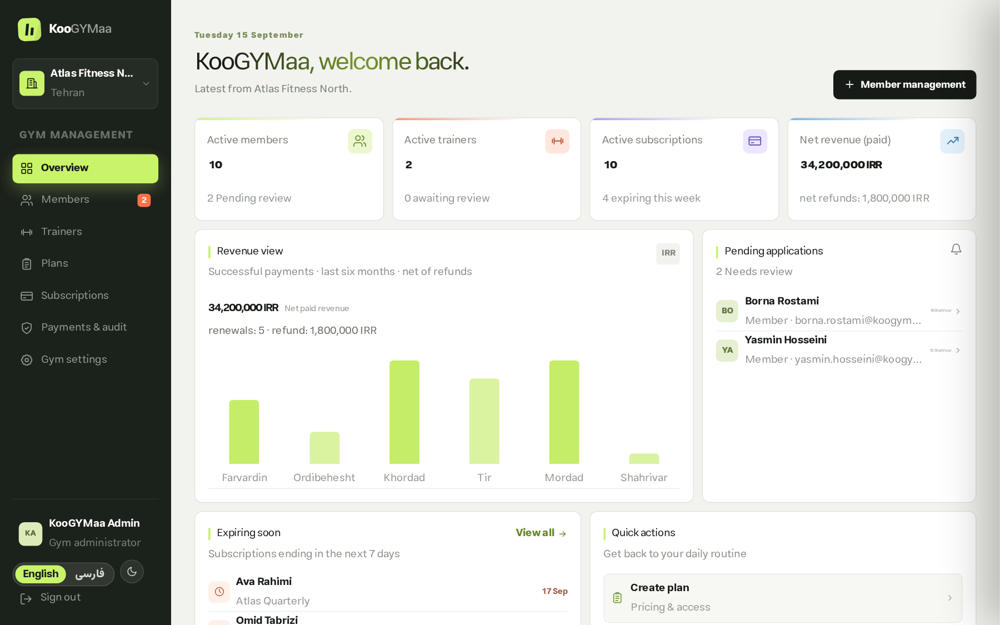 KooGYMaa
Atlas Fitness N...
Tehran
GYM MANAGEMENT
Overview
Members 2
Trainers
Plans
Subscriptions
Payments & audit
Gym settings
KA
KooGYMaa Admin
Gym administrator
English فارسی
Sign out
Tuesday 15 September
KooGYMaa, welcome back.
Latest from Atlas Fitness North.
Member management
Active members
10
2 Pending review
Active trainers
2
0 awaiting review
Active subscriptions
10
4 expiring this week
Net revenue (paid)
34,200,000 IRR
net refunds: 1,800,000 IRR
Revenue view
IRR
Successful payments · last six months · net of refunds
34,200,000 IRR Net paid revenue
renewals: 5 · refund: 1,800,000 IRR
Farvardin Ordibehesht Khordad Tir Mordad Shahrivar
Pending applications
2 Needs review
BO
Borna Rostami
Member · borna.rostami@koogym...
18 Shahrivar
YA
Yasmin Hosseini
Member · yasmin.hosseini@koogy...
10 Shahrivar
Expiring soon
View all →
Subscriptions ending in the next 7 days
Ava Rahimi
Atlas Quarterly
17 Sep
Omid Tabrizi
Quick actions
Get back to your daily routine
Create plan
Pricing & access